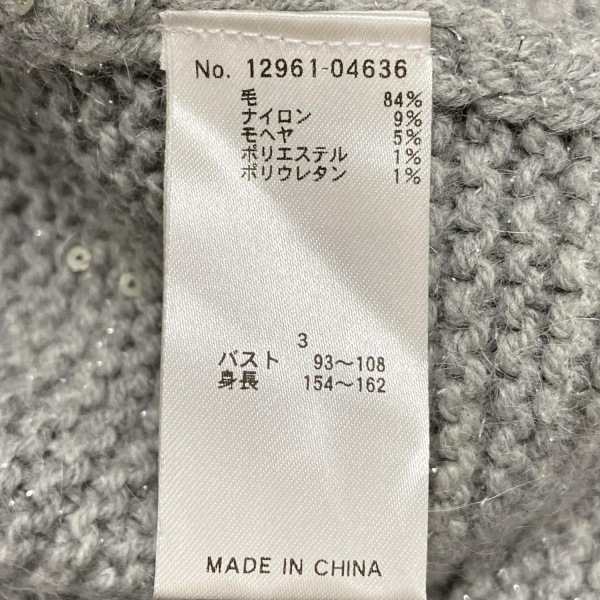 No. 12961-04636
毛 84%
ナイロン 9%
モヘヤ 5%
ポリエステル 1%
ポリウレタン 1%
3
バスト 93～108
身長 154～162
MADE IN CHINA